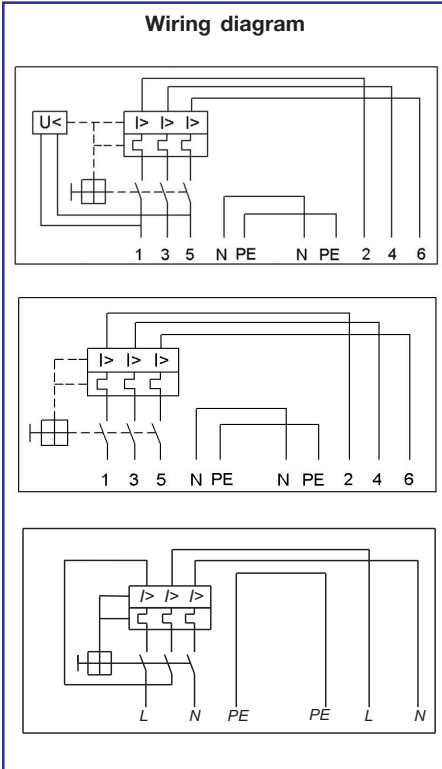 Wiring diagram
U< I> I> I>
1 3 5 N PE N PE 2 4 6
I> I> I>
1 3 5 N PE N PE 2 4 6
I> I> I>
L N PE PE L N